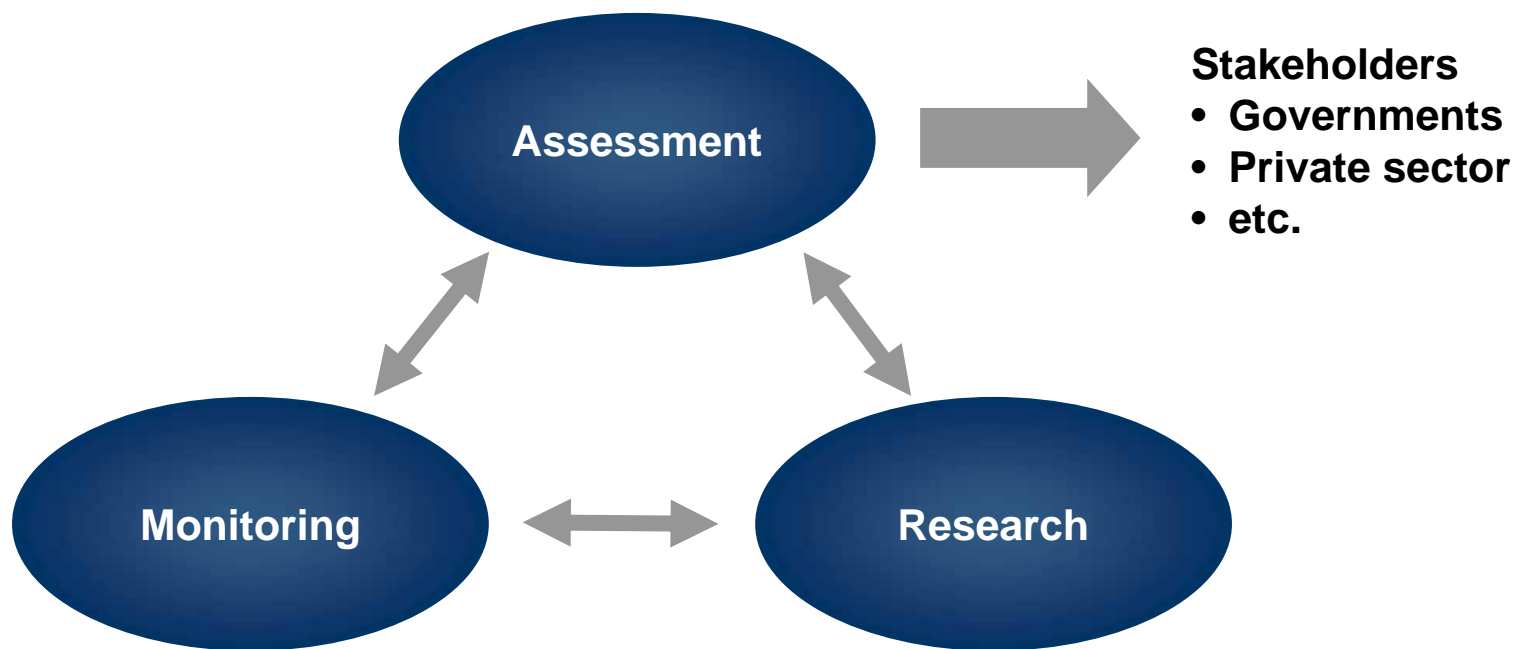 Assessment
Stakeholders
• Governments
• Private sector
• etc.
Monitoring
Research